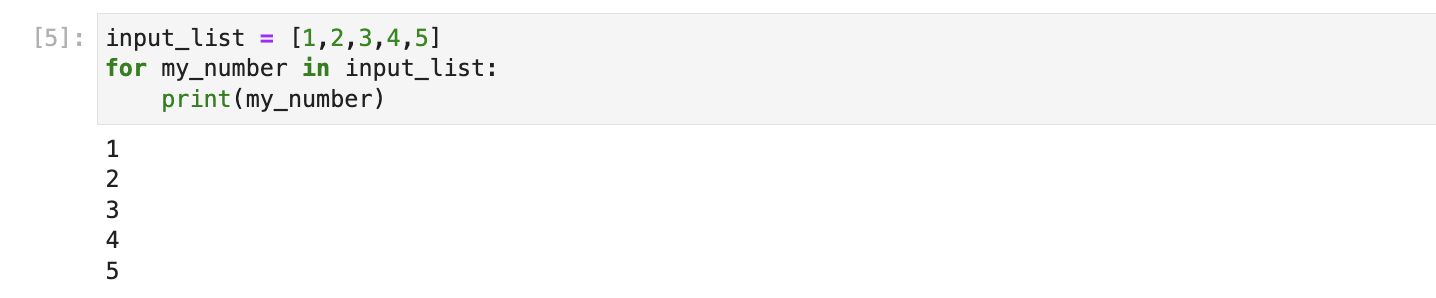 [5]: input_list = [1,2,3,4,5]
for my_number in input_list:
    print(my_number)
1
2
3
4
5